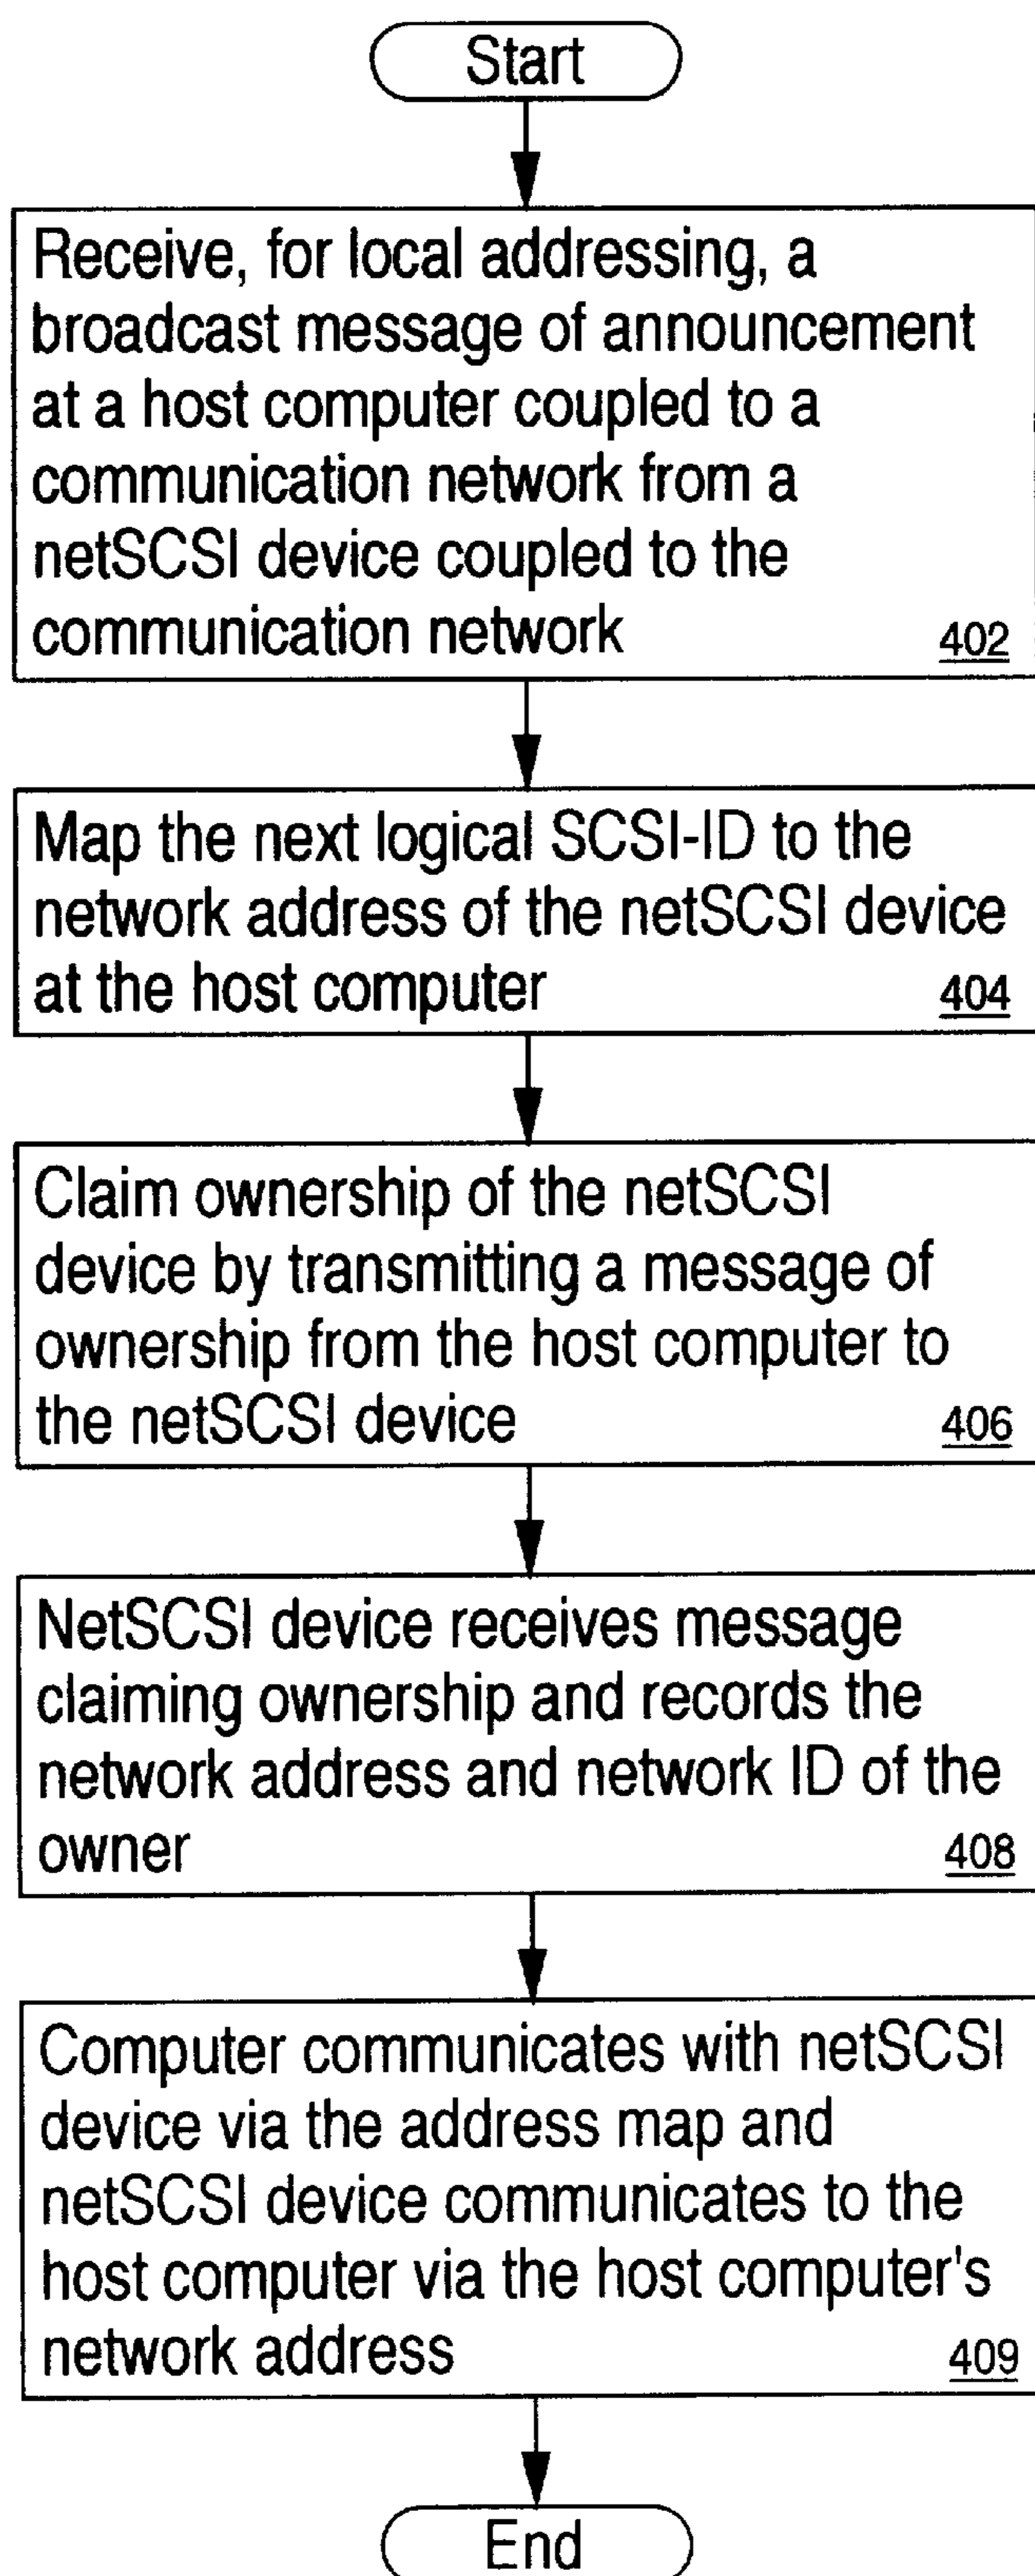 Start
Receive, for local addressing, a
broadcast message of announcement
at a host computer coupled to a
communication network from a
netSCSI device coupled to the
communication network
402
Map the next logical SCSI-ID to the
network address of the netSCSI device
at the host computer
404
Claim ownership of the netSCSI
device by transmitting a message of
ownership from the host computer to
the netSCSI device
406
NetSCSI device receives message
claiming ownership and records the
network address and network ID of the
owner
408
Computer communicates with netSCSI
device via the address map and
netSCSI device communicates to the
host computer via the host computer's
network address
409
End